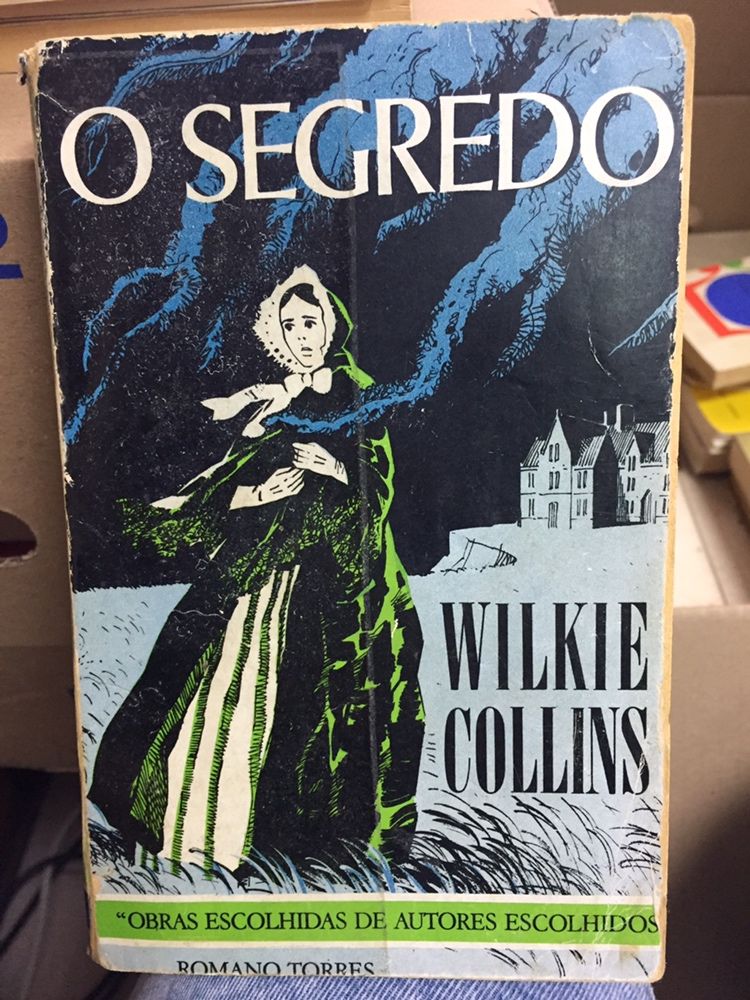 O SEGREDO
WILKIE
COLLINS
“OBRAS ESCOLHIDAS DE AUTORES ESCOLHIDOS
ROMANO TORRES